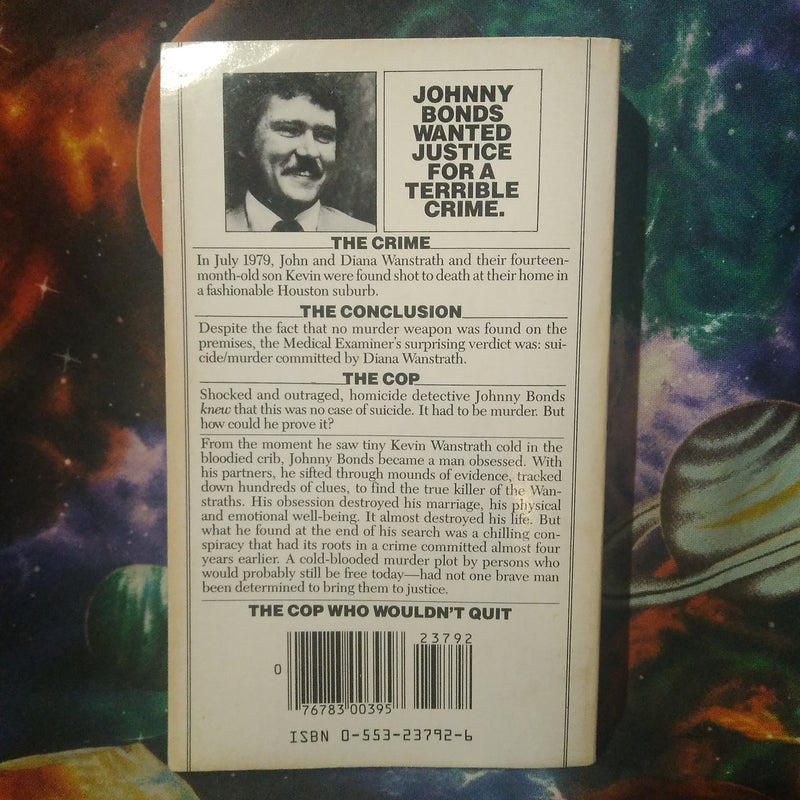 JOHNNY
BONDS
WANTED
JUSTICE
FOR A
TERRIBLE
CRIME.
THE CRIME
In July 1979, John and Diana Wanstrath and their fourteen-
month-old son Kevin were found shot to death at their home in
a fashionable Houston suburb.
THE CONCLUSION
Despite the fact that no murder weapon was found on the
premises, the Medical Examiner's surprising verdict was: sui-
cide/murder committed by Diana Wanstrath.
THE COP
Shocked and outraged, homicide detective Johnny Bonds
knew that this was no case of suicide. It had to be murder. But
how could he prove it?
From the moment he saw tiny Kevin Wanstrath cold in the
bloodied crib, Johnny Bonds became a man obsessed. With
his partners, he sifted through mounds of evidence, tracked
down hundreds of clues, to find the true killer of the Wan-
straths. His obsession destroyed his marriage, his physical
and emotional well-being. It almost destroyed his life. But
what he found at the end of his search was a chilling con-
spiracy that had its roots in a crime committed almost four
years earlier. A cold-blooded murder plot by persons who
would probably still be free today—had not one brave man
been determined to bring them to justice.
THE COP WHO WOULDN'T QUIT
23792
0
76783 00395
ISBN 0-553-23792-6